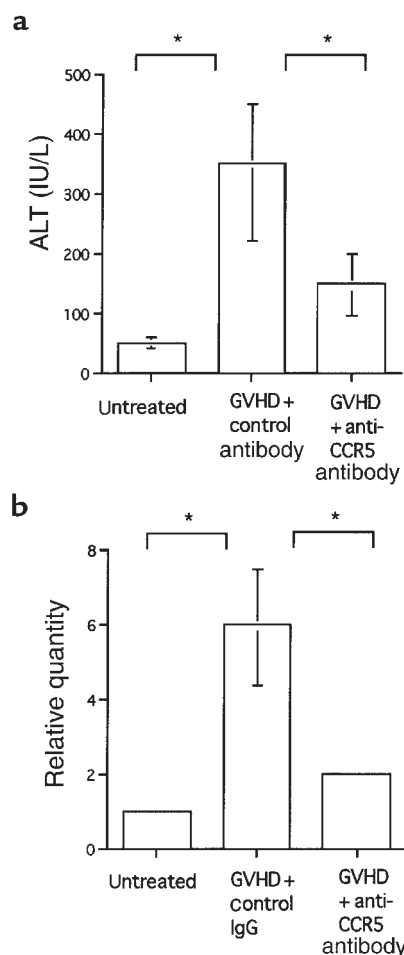 a
* *
500
400
300
200
100
0
ALT (IU/L)
Untreated
GVHD +
control
antibody
GVHD
+ anti-
CCR5
antibody
b
* *
8
6
4
2
0
Relative quantity
Untreated
GVHD +
control
IgG
GVHD
+ anti-
CCR5
antibody